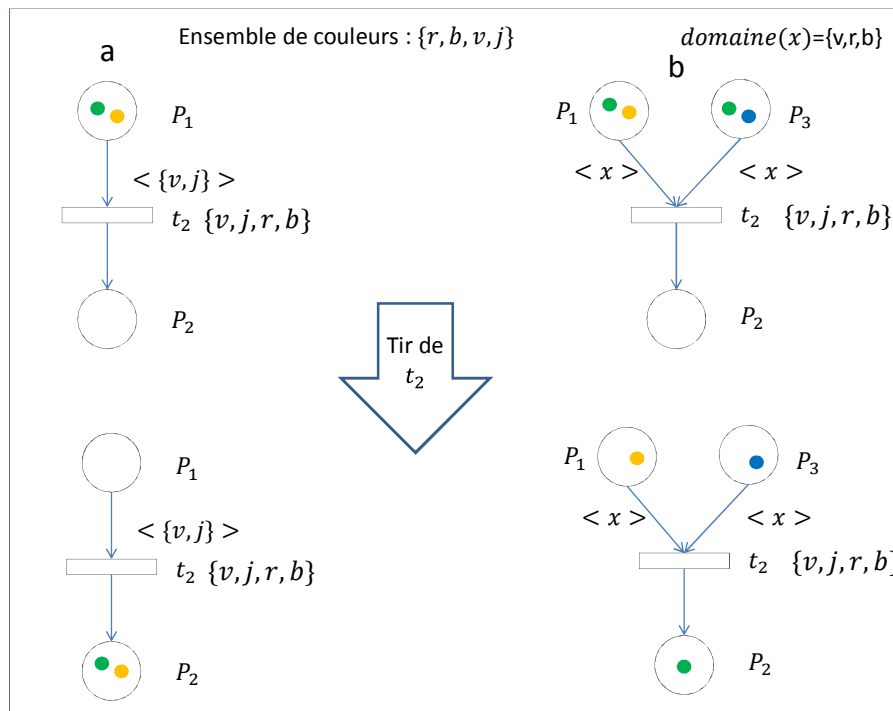 Ensemble de couleurs : {r, b, v, j}
domaine(x)={v,r,b}
a
P₁
< {v, j} >
t₂ {v, j, r, b}
P₂
b
P₁
P₃
< x >
< x >
t₂ {v, j, r, b}
P₂
Tir de
t₂
P₁
< {v, j} >
t₂ {v, j, r, b}
P₂
P₁
P₃
< x >
< x >
t₂ {v, j, r, b}
P₂